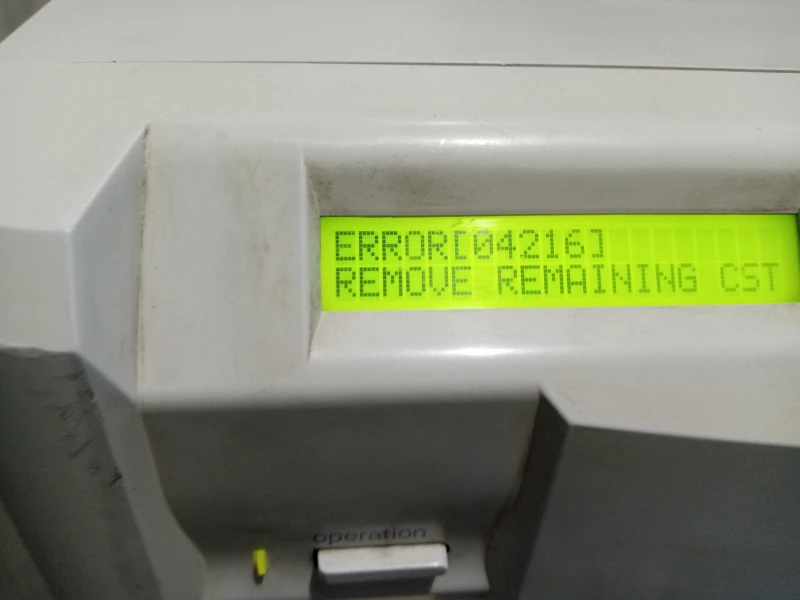 ERROR[04216]
REMOVE REMAINING CST
operation